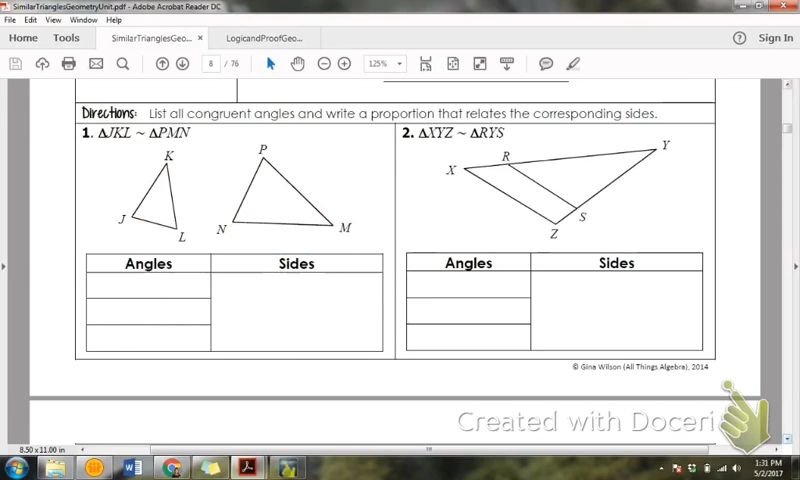 SimilarTrianglesGeometryUnit.pdf - Adobe Acrobat Reader DC
File Edit View Window Help
Home Tools SimilarTrianglesGeo... × LogicandProofGeo... Sign In
8 / 76 125%
Directions: List all congruent angles and write a proportion that relates the corresponding sides.
1. ΔJKL ~ ΔPMN
K
P
J
L
N
M
Angles Sides
2. ΔXYZ ~ ΔRYS
Y
R
X
S
Z
Angles Sides
© Gina Wilson (All Things Algebra), 2014
Created with Doceri
8.50 x 11.00 in
1:31 PM
5/2/2017